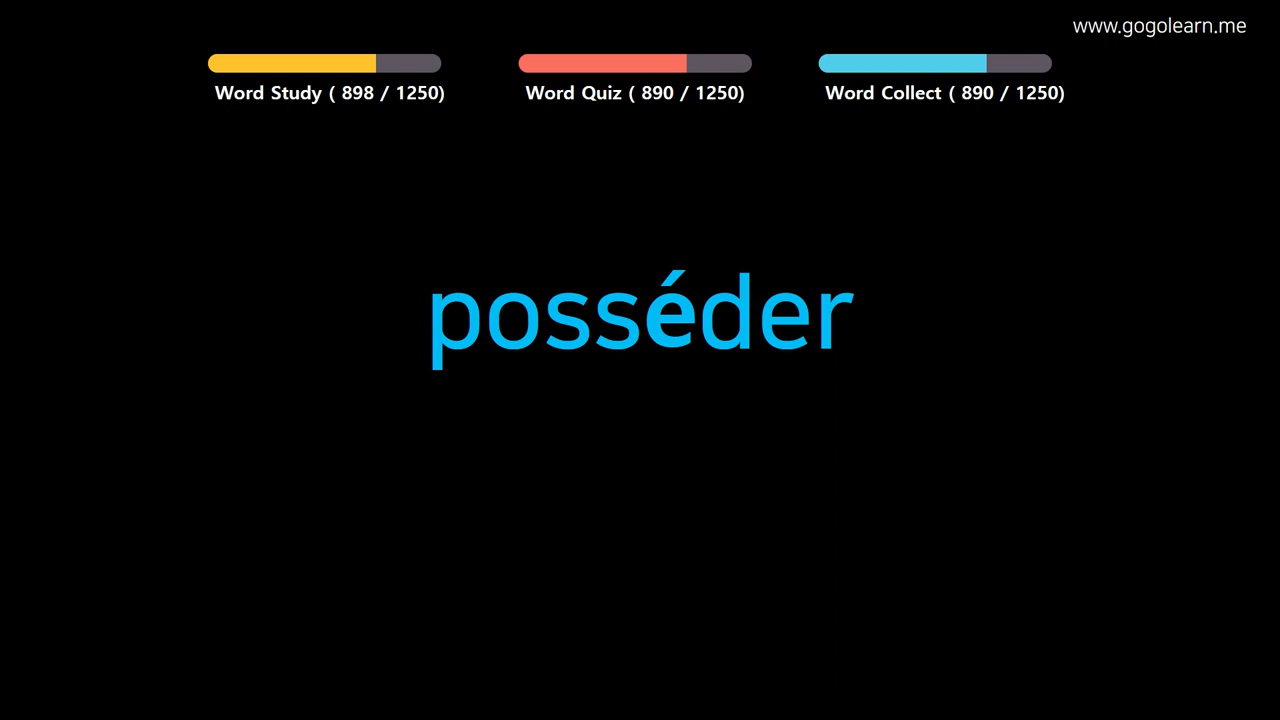 www.gogolearn.me
Word Study ( 898 / 1250)
Word Quiz ( 890 / 1250)
Word Collect ( 890 / 1250)
posséder